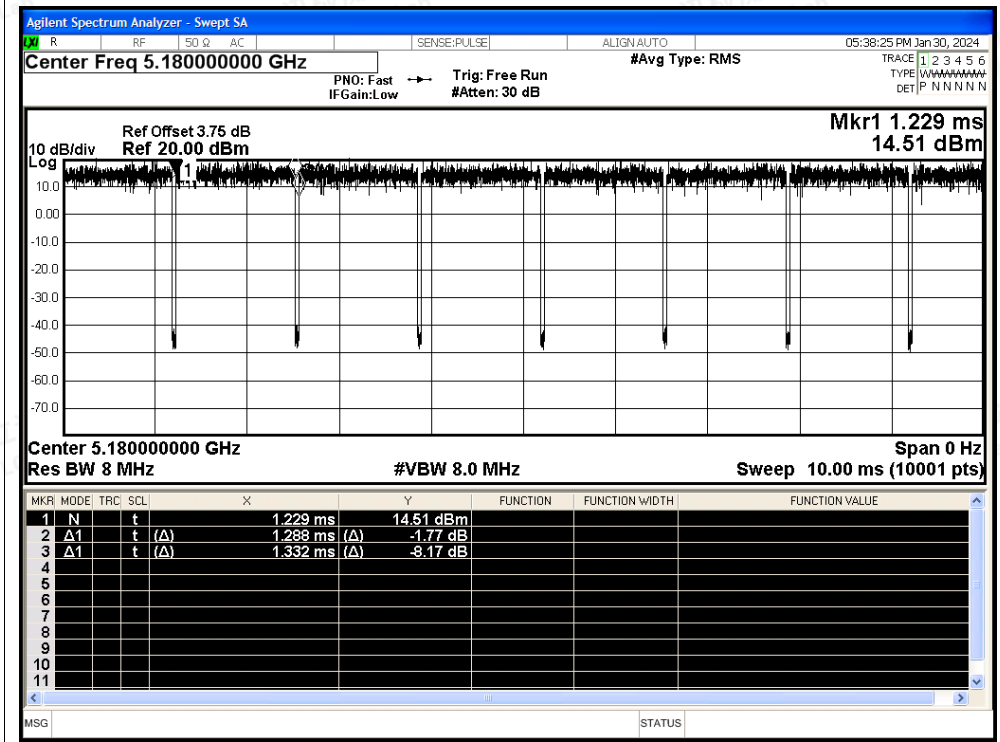 Agilent Spectrum Analyzer - Swept SA
LXI R RF 50 Ω AC SENSE:PULSE ALIGN AUTO 05:38:25 PM Jan 30, 2024
Center Freq 5.180000000 GHz #Avg Type: RMS TRACE 1 2 3 4 5 6
PNO: Fast Trig: Free Run TYPE WWWWWW
IFGain:Low #Atten: 30 dB DET P N N N N N
Mkr1 1.229 ms
14.51 dBm
Ref Offset 3.75 dB
10 dB/div Ref 20.00 dBm
Log
1
10.0
0.00
-10.0
-20.0
-30.0
-40.0
-50.0
-60.0
-70.0
Center 5.180000000 GHz Span 0 Hz
Res BW 8 MHz #VBW 8.0 MHz Sweep 10.00 ms (10001 pts)
MKR MODE TRC SCL X Y FUNCTION FUNCTION WIDTH FUNCTION VALUE
1 N t 1.229 ms 14.51 dBm
2 Δ1 t (Δ) 1.288 ms (Δ) -1.77 dB
3 Δ1 t (Δ) 1.332 ms (Δ) -8.17 dB
4
5
6
7
8
9
10
11
MSG STATUS